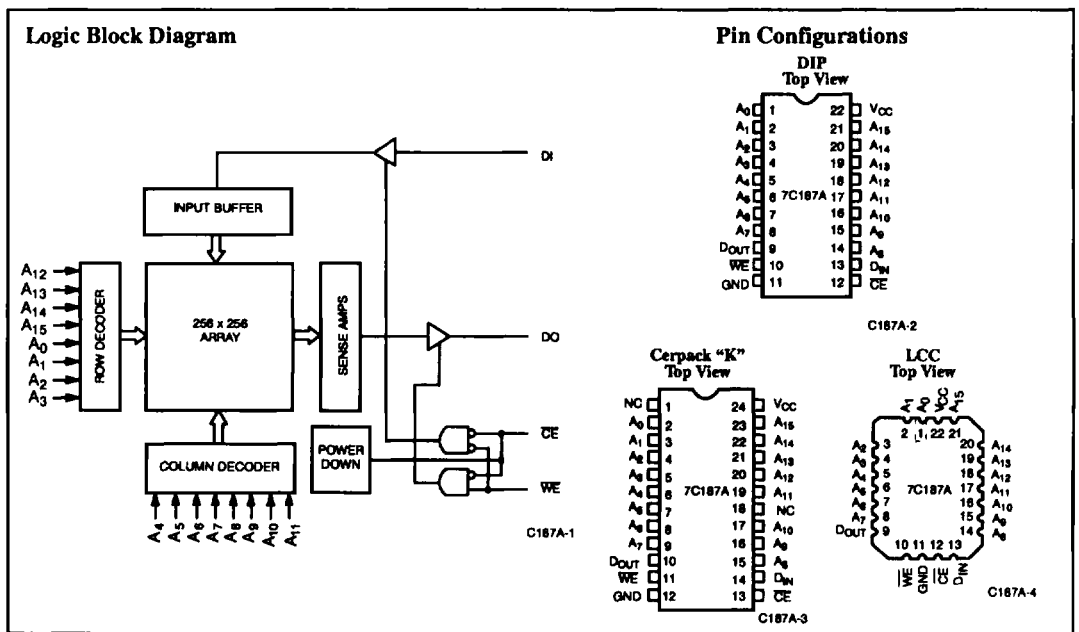 Logic Block Diagram
DI
INPUT BUFFER
A12
A13
A14
A15
A0
A1
A2
A3
ROW DECODER
256 x 256
ARRAY
SENSE AMPS
DO
COLUMN DECODER
POWER
DOWN
C̅E̅
W̅E̅
A4
A5
A6
A7
A8
A9
A10
A11
C187A-1
Pin Configurations
DIP
Top View
A0 1 22 VCC
A1 2 21 A15
A2 3 20 A14
A3 4 19 A13
A4 5 18 A12
A5 6 7C187A 17 A11
A6 7 16 A10
A7 8 15 A9
DOUT 9 14 A8
W̅E̅ 10 13 DIN
GND 11 12 C̅E̅
C187A-2
Cerpack “K”
Top View
NC 1 24 VCC
A0 2 23 A15
A1 3 22 A14
A2 4 21 A13
A3 5 20 A12
A4 6 7C187A 19 A11
A5 7 18 NC
A6 8 17 A10
A7 9 16 A9
DOUT 10 15 A8
W̅E̅ 11 14 DIN
GND 12 13 C̅E̅
C187A-3
LCC
Top View
A1 A0 VCC A15
2 1 22 21
A2 3 20 A14
A3 4 19 A13
A4 5 18 A12
A5 6 7C187A 17 A11
A6 7 16 A10
A7 8 15 A9
DOUT 9 14 A8
10 11 12 13
W̅E̅ GND C̅E̅ DIN
C187A-4